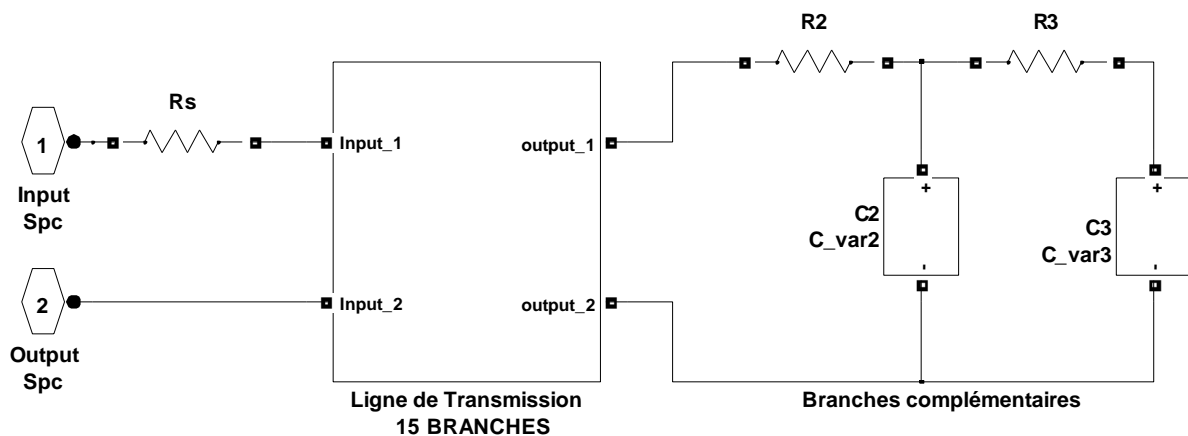 R2
R3
Rs
1
Input_1
output_1
Input
Spc
C2
C_var2
+
-
C3
C_var3
+
-
2
Input_2
output_2
Output
Spc
Ligne de Transmission
15 BRANCHES
Branches complémentaires